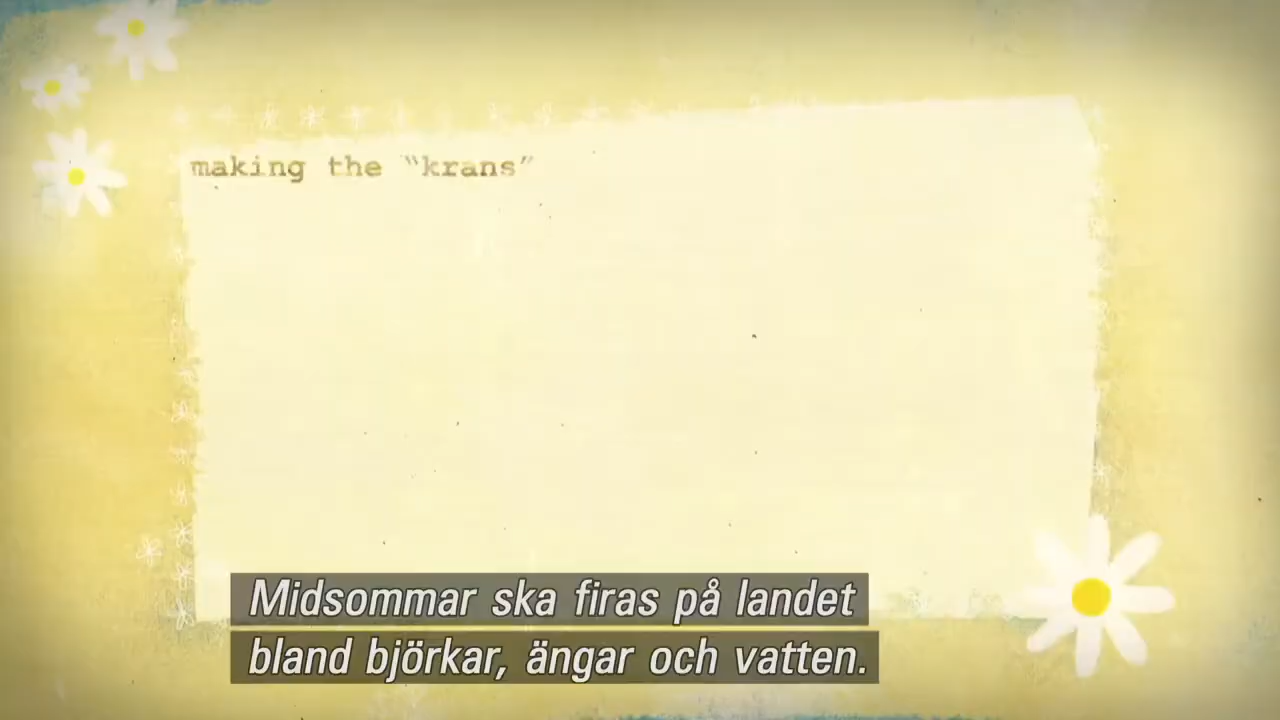 making the “krans”
Midsommar ska firas på landet
bland björkar, ängar och vatten.